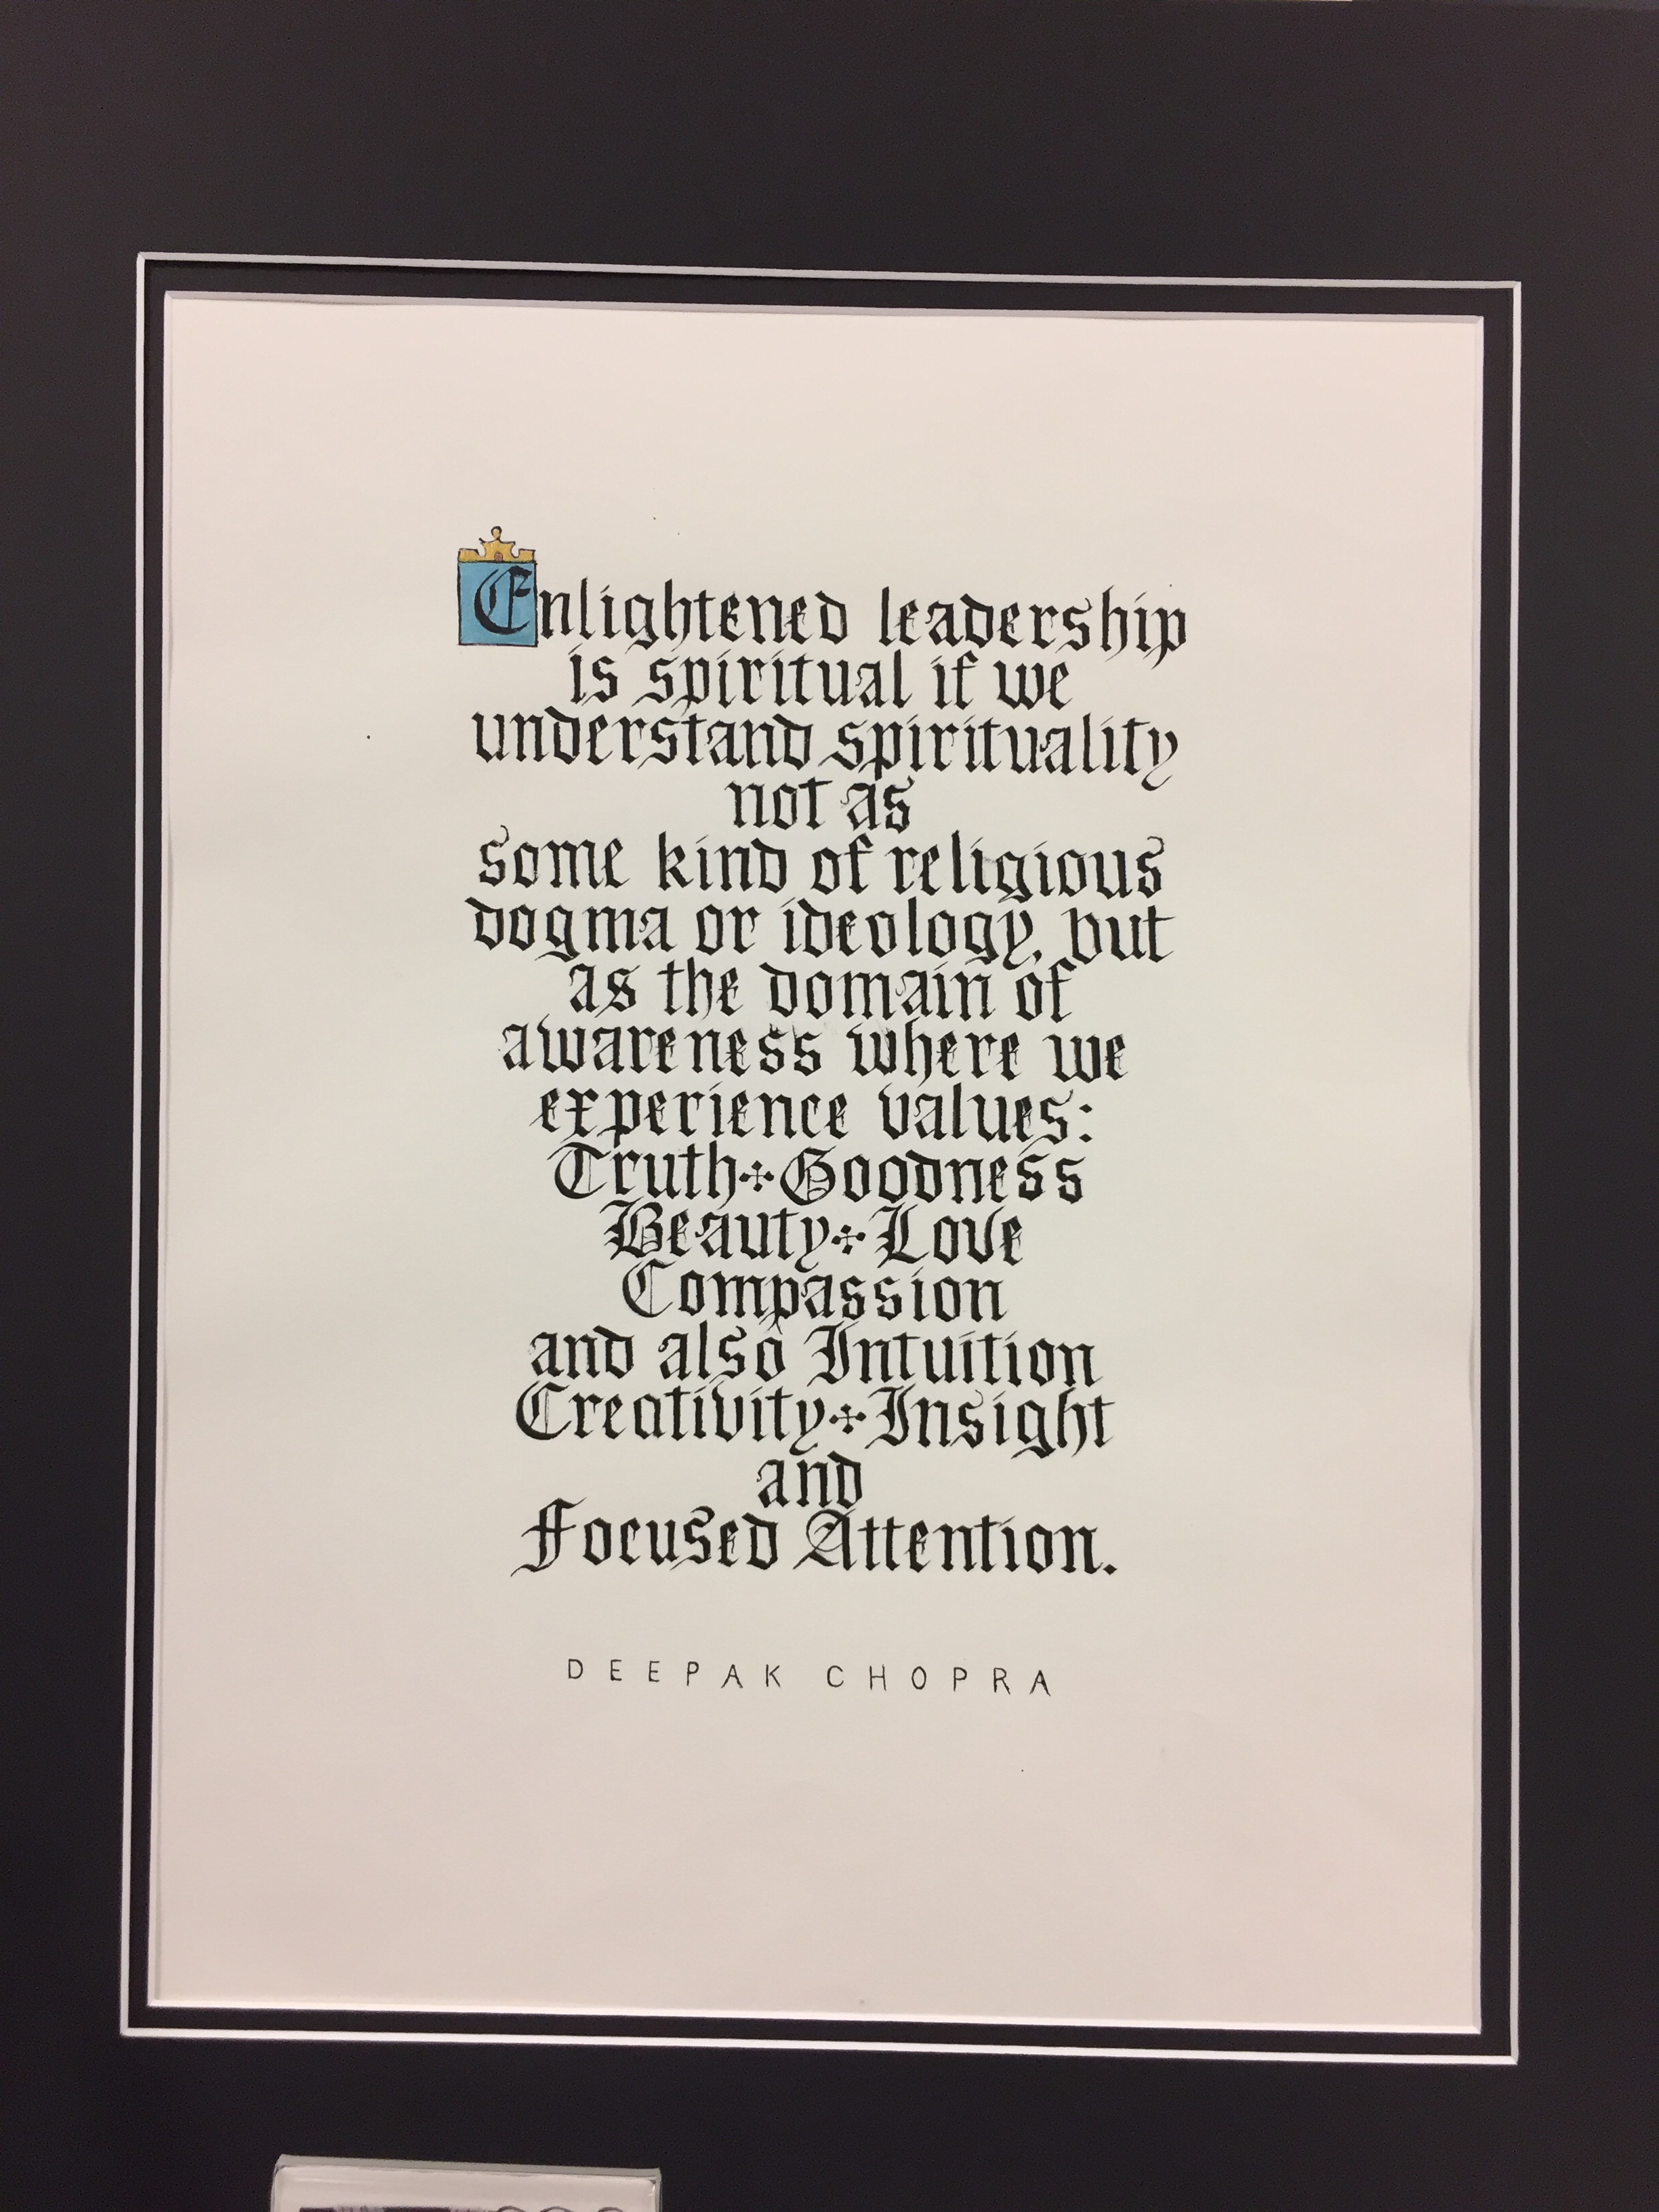 Enlightened leadership
is spiritual if we
understand spirituality
not as
some kind of religious
dogma or ideology, but
as the domain of
awareness where we
experience values:
Truth✣Goodness
Beauty✣Love
Compassion
and also Intuition
Creativity✣Insight
and
Focused Attention.
DEEPAK CHOPRA